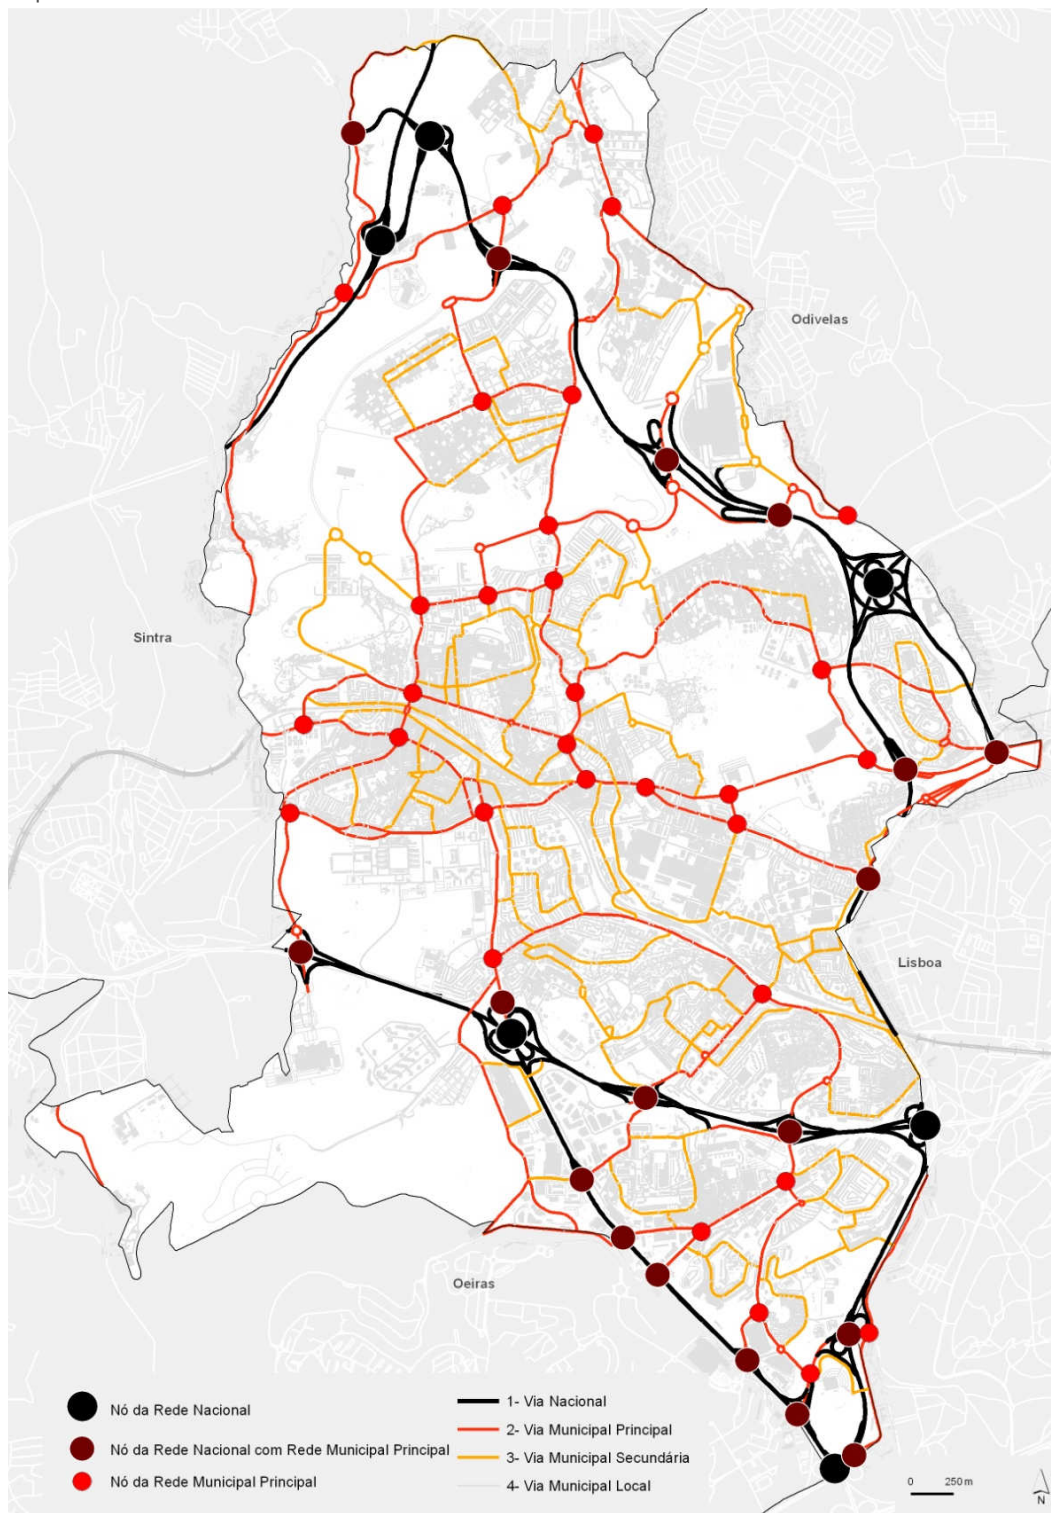 Odivelas
Sintra
Lisboa
Oeiras
Nó da Rede Nacional
Nó da Rede Nacional com Rede Municipal Principal
Nó da Rede Municipal Principal
1- Via Nacional
2- Via Municipal Principal
3- Via Municipal Secundária
4- Via Municipal Local
0 250 m
N